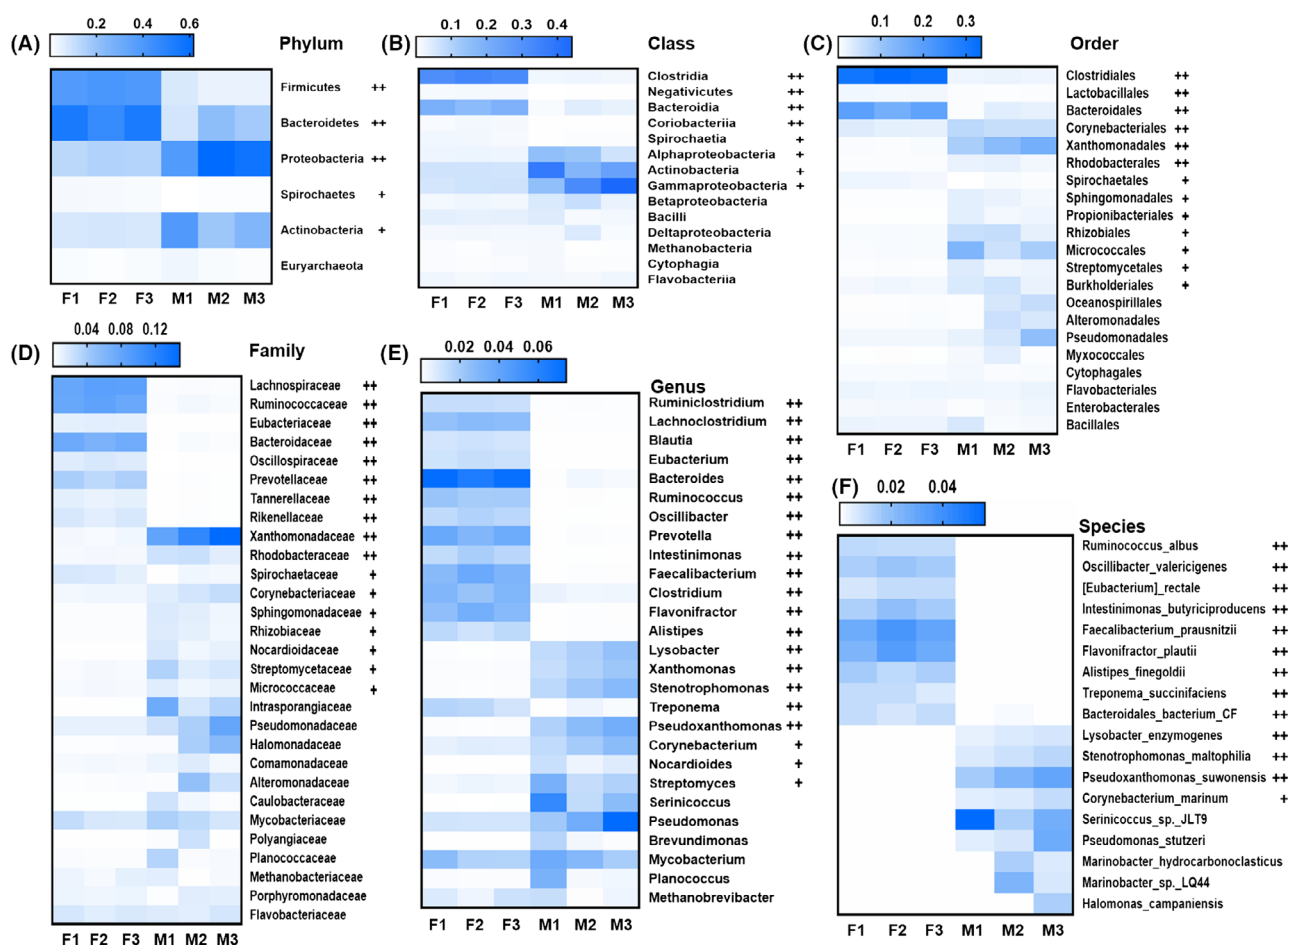 0.2 0.4 0.6
(A) Phylum
Firmicutes ++
Bacteroidetes ++
Proteobacteria ++
Spirochaetes +
Actinobacteria +
Euryarchaeota
F1 F2 F3 M1 M2 M3
0.1 0.2 0.3 0.4
(B) Class
Clostridia ++
Negativicutes ++
Bacteroidia ++
Coriobacteriia ++
Spirochaetia +
Alphaproteobacteria +
Actinobacteria +
Gammaproteobacteria +
Betaproteobacteria
Bacilli
Deltaproteobacteria
Methanobacteria
Cytophagia
Flavobacteriia
F1 F2 F3 M1 M2 M3
0.1 0.2 0.3
(C) Order
Clostridiales ++
Lactobacillales ++
Bacteroidales ++
Corynebacteriales ++
Xanthomonadales ++
Rhodobacterales ++
Spirochaetales +
Sphingomonadales +
Propionibacteriales +
Rhizobiales +
Micrococcales +
Streptomycetales +
Burkholderiales +
Oceanospirillales
Alteromonadales
Pseudomonadales
Myxococcales
Cytophagales
Flavobacteriales
Enterobacterales
Bacillales
F1 F2 F3 M1 M2 M3
0.04 0.08 0.12
(D) Family
Lachnospiraceae ++
Ruminococcaceae ++
Eubacteriaceae ++
Bacteroidaceae ++
Oscillospiraceae ++
Prevotellaceae ++
Tannerellaceae ++
Rikenellaceae ++
Xanthomonadaceae ++
Rhodobacteraceae ++
Spirochaetaceae +
Corynebacteriaceae +
Sphingomonadaceae +
Rhizobiaceae +
Nocardioidaceae +
Streptomycetaceae +
Micrococcaceae +
Intrasporangiaceae
Pseudomonadaceae
Halomonadaceae
Comamonadaceae
Alteromonadaceae
Caulobacteraceae
Mycobacteriaceae
Polyangiaceae
Planococcaceae
Methanobacteriaceae
Porphyromonadaceae
Flavobacteriaceae
F1 F2 F3 M1 M2 M3
(E) 0.02 0.04 0.06
Genus
Ruminiclostridium ++
Lachnoclostridium ++
Blautia ++
Eubacterium ++
Bacteroides ++
Ruminococcus ++
Oscillibacter ++
Prevotella ++
Intestinimonas ++
Faecalibacterium ++
Clostridium ++
Flavonifractor ++
Alistipes ++
Lysobacter ++
Xanthomonas ++
Stenotrophomonas ++
Treponema ++
Pseudoxanthomonas ++
Corynebacterium +
Nocardioides +
Streptomyces +
Serinicoccus
Pseudomonas
Brevundimonas
Mycobacterium
Planococcus
Methanobrevibacter
F1 F2 F3 M1 M2 M3
(F) 0.02 0.04
Species
Ruminococcus_albus ++
Oscillibacter_valericigenes ++
[Eubacterium]_rectale ++
Intestinimonas_butyriciproducens ++
Faecalibacterium_prausnitzii ++
Flavonifractor_plautii ++
Alistipes_finegoldii ++
Treponema_succinifaciens ++
Bacteroidales_bacterium_CF ++
Lysobacter_enzymogenes ++
Stenotrophomonas_maltophilia ++
Pseudoxanthomonas_suwonensis ++
Corynebacterium_marinum +
Serinicoccus_sp._JLT9
Pseudomonas_stutzeri
Marinobacter_hydrocarbonoclasticus
Marinobacter_sp._LQ44
Halomonas_campaniensis
F1 F2 F3 M1 M2 M3